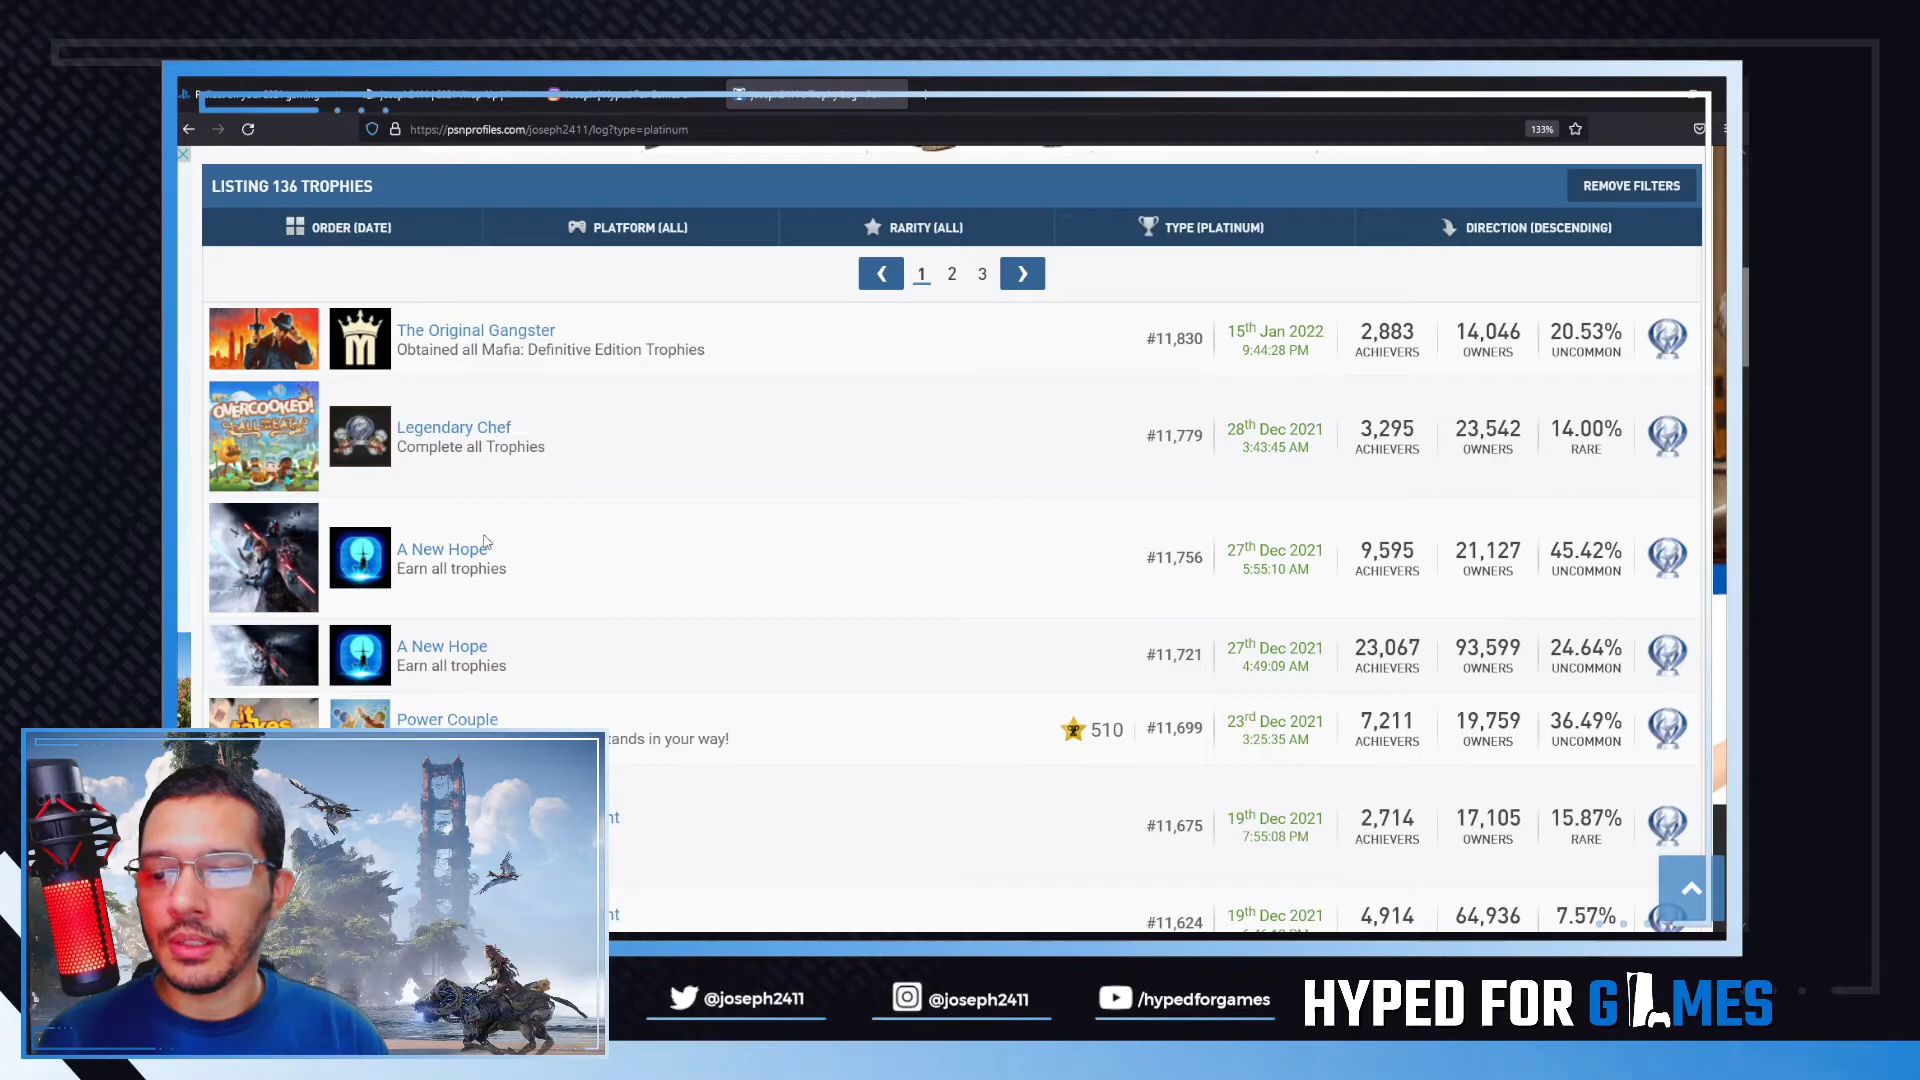 https://psnprofiles.com/joseph2411/log?type=platinum
133%
LISTING 136 TROPHIES
REMOVE FILTERS
ORDER (DATE)
PLATFORM (ALL)
RARITY (ALL)
TYPE (PLATINUM)
DIRECTION (DESCENDING)
1 2 3
The Original Gangster
Obtained all Mafia: Definitive Edition Trophies
#11,830
15th Jan 2022
9:44:28 PM
2,883
ACHIEVERS
14,046
OWNERS
20.53%
UNCOMMON
OVERCOOKED!
ALL YOU CAN EAT
Legendary Chef
Complete all Trophies
#11,779
28th Dec 2021
3:43:45 AM
3,295
ACHIEVERS
23,542
OWNERS
14.00%
RARE
A New Hope
Earn all trophies
#11,756
27th Dec 2021
5:55:10 AM
9,595
ACHIEVERS
21,127
OWNERS
45.42%
UNCOMMON
A New Hope
Earn all trophies
#11,721
27th Dec 2021
4:49:09 AM
23,067
ACHIEVERS
93,599
OWNERS
24.64%
UNCOMMON
it takes
Power Couple
tands in your way!
510
#11,699
23rd Dec 2021
3:25:35 AM
7,211
ACHIEVERS
19,759
OWNERS
36.49%
UNCOMMON
nt
#11,675
19th Dec 2021
7:55:08 PM
2,714
ACHIEVERS
17,105
OWNERS
15.87%
RARE
nt
#11,624
19th Dec 2021
4,914
64,936
7.57%
@joseph2411
@joseph2411
/hypedforgames
HYPED FOR GAMES